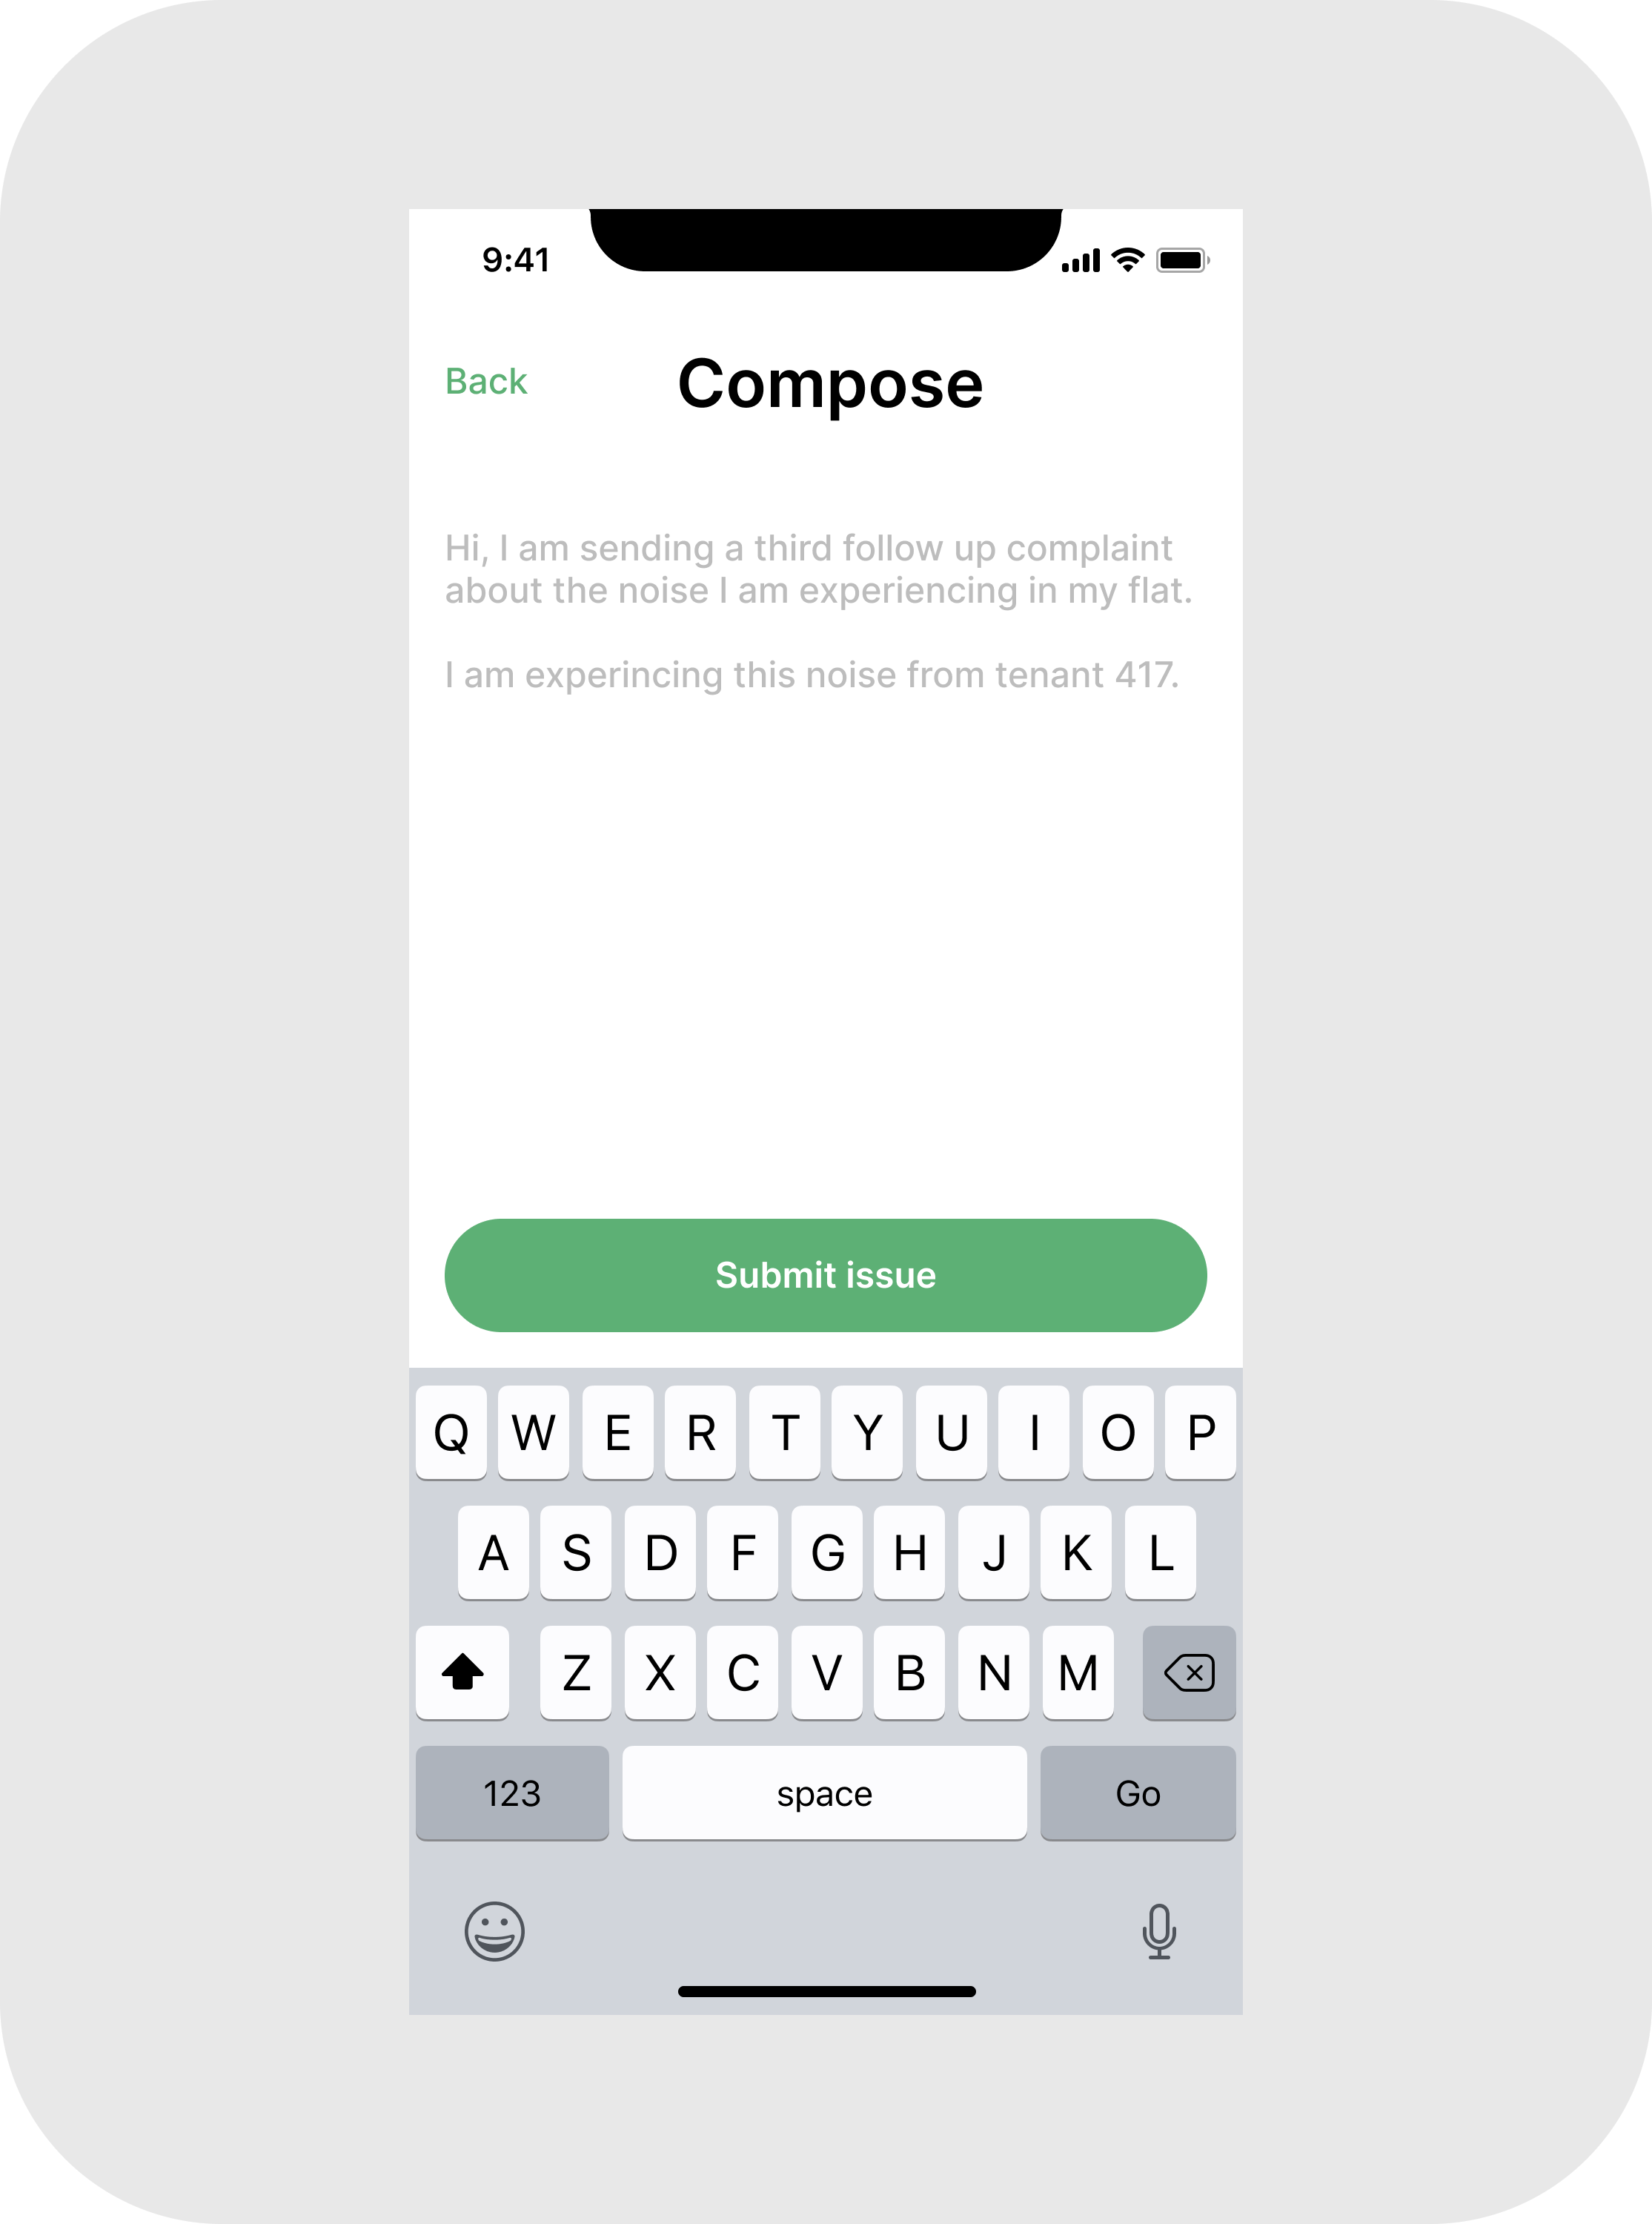 9:41
Back
Compose
Hi, I am sending a third follow up complaint
about the noise I am experiencing in my flat.
I am experincing this noise from tenant 417.
Submit issue
Q W E R T Y U I O P
A S D F G H J K L
Z X C V B N M
123 space Go